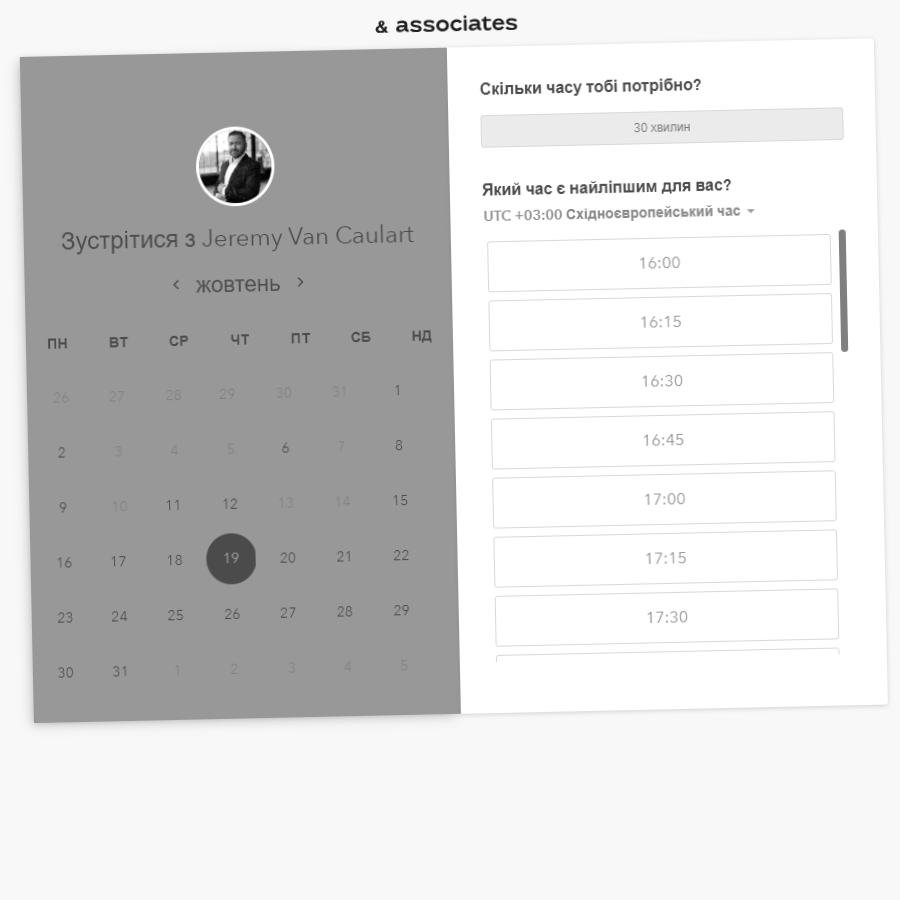 & associates
Зустрітися з Jeremy Van Caulart
жовтень
ПН ВТ СР ЧТ ПТ СБ НД
26 27 28 29 30 31 1
2 3 4 5 6 7 8
9 10 11 12 13 14 15
16 17 18 19 20 21 22
23 24 25 26 27 28 29
30 31 1 2 3 4 5
Скільки часу тобі потрібно?
30 хвилин
Який час є найліпшим для вас?
UTC +03:00 Східноєвропейський час
16:00
16:15
16:30
16:45
17:00
17:15
17:30